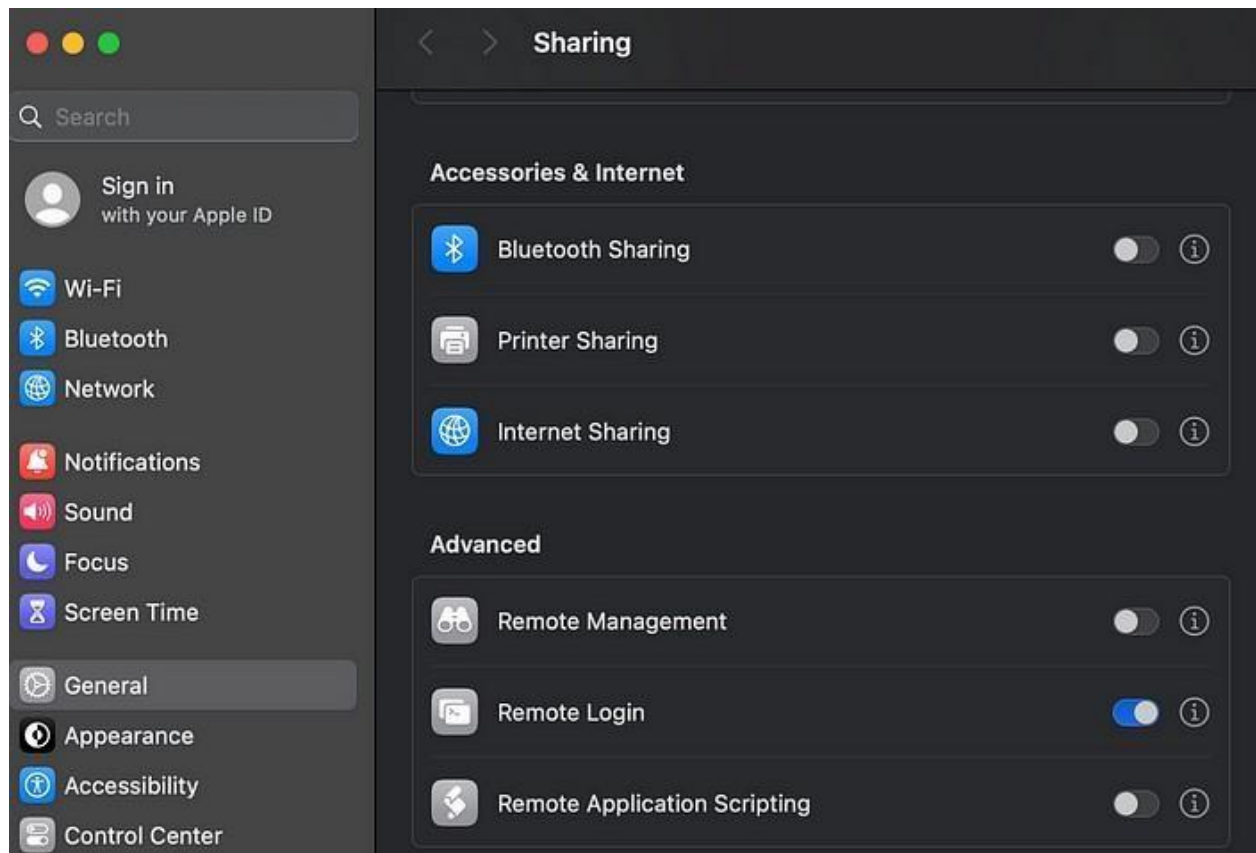 Sharing
Search
Sign in
with your Apple ID
Wi-Fi
Bluetooth
Network
Notifications
Sound
Focus
Screen Time
General
Appearance
Accessibility
Control Center
Accessories & Internet
Bluetooth Sharing
Printer Sharing
Internet Sharing
Advanced
Remote Management
Remote Login
Remote Application Scripting